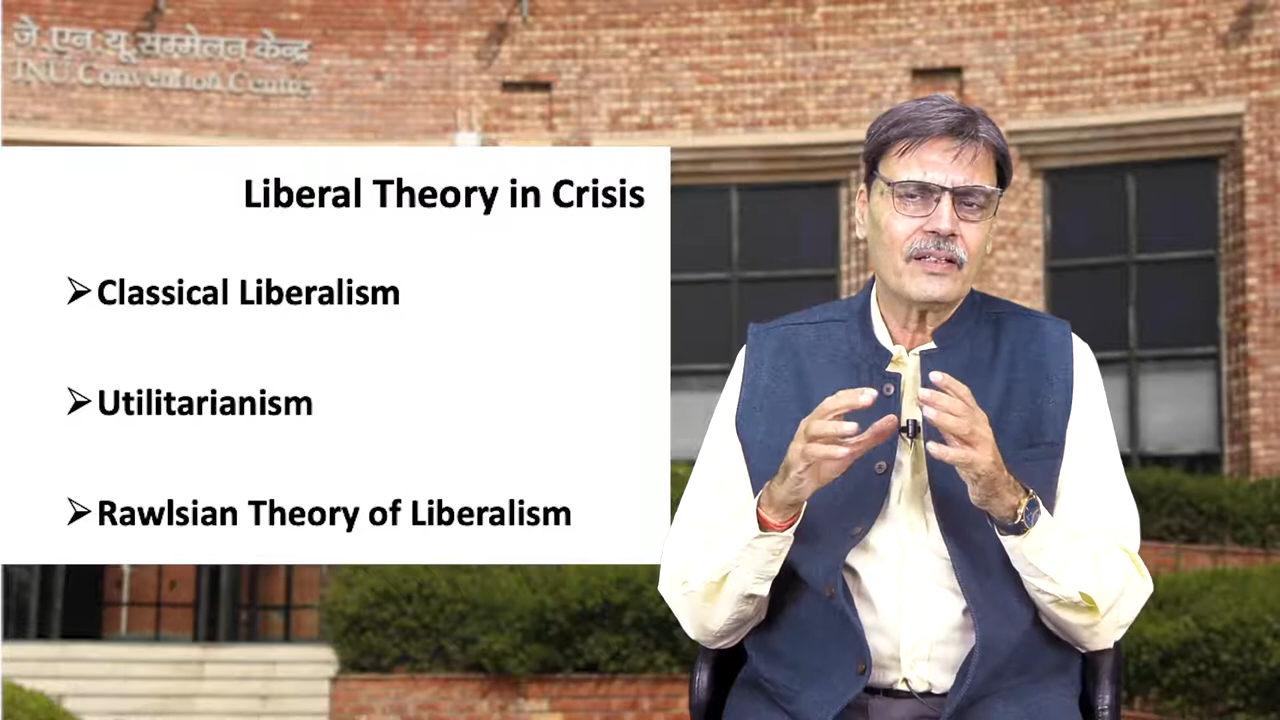 जे.एन.यू.सम्मेलन केन्द्र
JNU Convention Centre
Liberal Theory in Crisis
➢Classical Liberalism
➢Utilitarianism
➢Rawlsian Theory of Liberalism